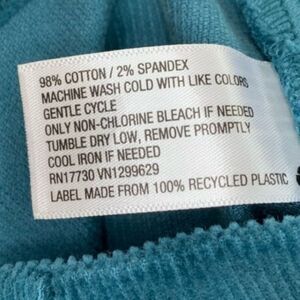 98% COTTON / 2% SPANDEX
MACHINE WASH COLD WITH LIKE COLORS
GENTLE CYCLE
ONLY NON-CHLORINE BLEACH IF NEEDED
TUMBLE DRY LOW, REMOVE PROMPTLY
COOL IRON IF NEEDED
RN17730 VN1299629
LABEL MADE FROM 100% RECYCLED PLASTIC